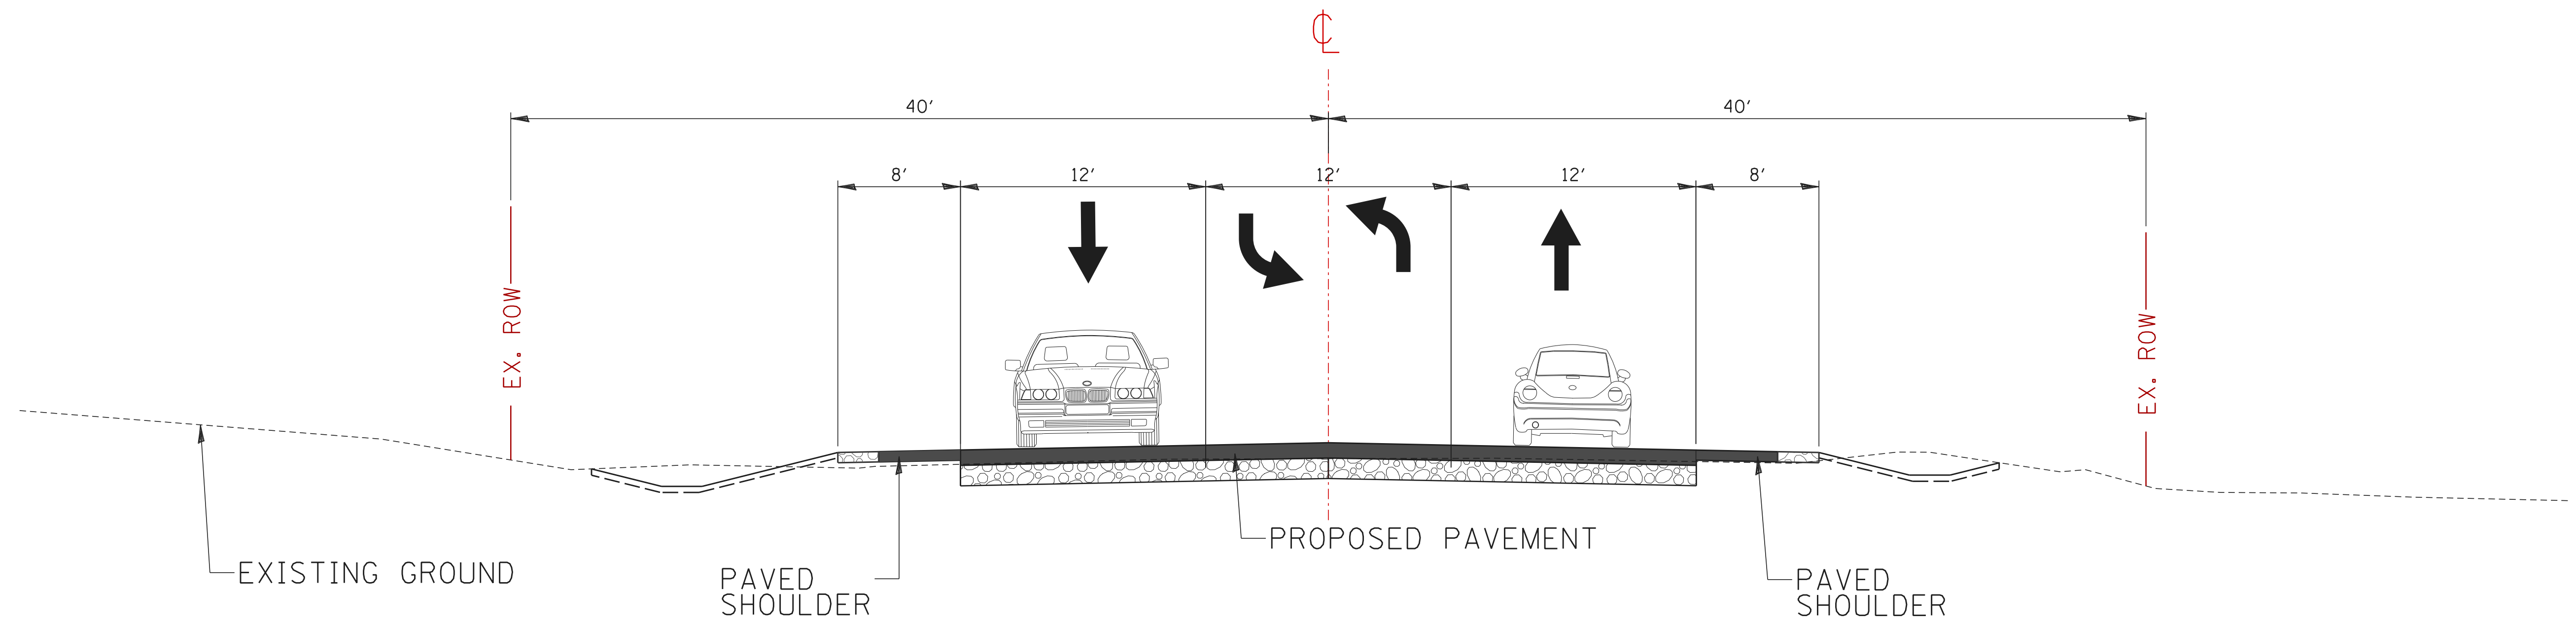 ℄
40' 40'
8' 12' 12' 12' 8'
EX. ROW
EX. ROW
PROPOSED PAVEMENT
EXISTING GROUND
PAVED
SHOULDER
PAVED
SHOULDER